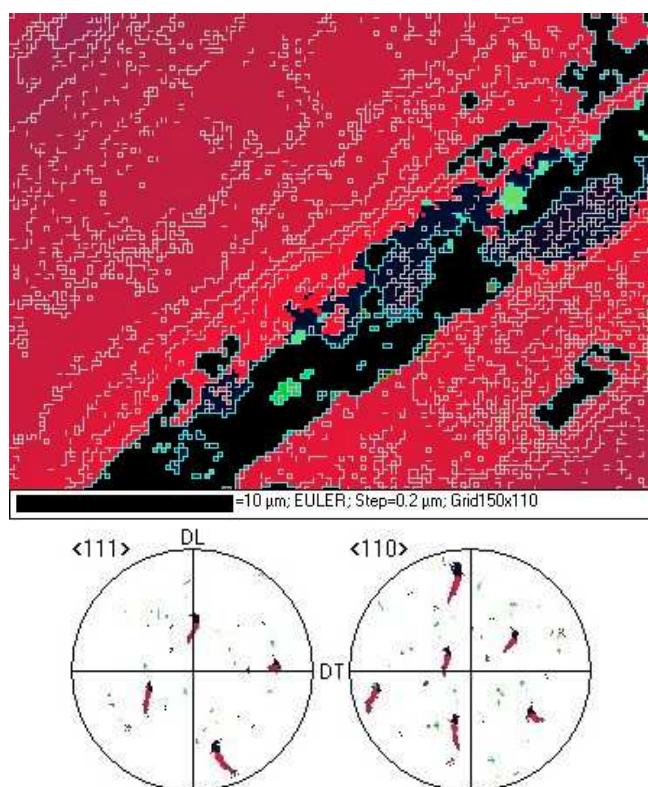 =10 µm; EULER; Step=0.2 µm; Grid150x110
<111> DL <110>
DT